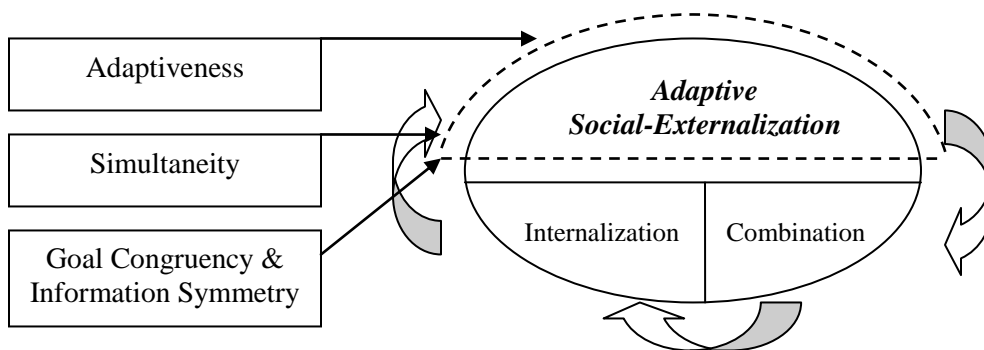 Adaptiveness
Simultaneity
Goal Congruency &
Information Symmetry
Adaptive
Social-Externalization
Internalization
Combination